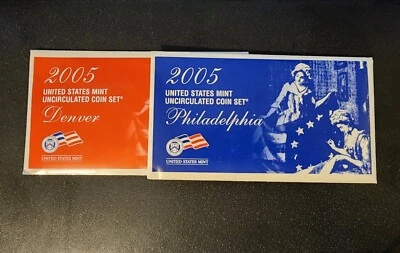 2005
UNITED STATES MINT
UNCIRCULATED COIN SET®
Denver
UNITED STATES MINT
2005
UNITED STATES MINT
UNCIRCULATED COIN SET®
Philadelphia
UNITED STATES MINT